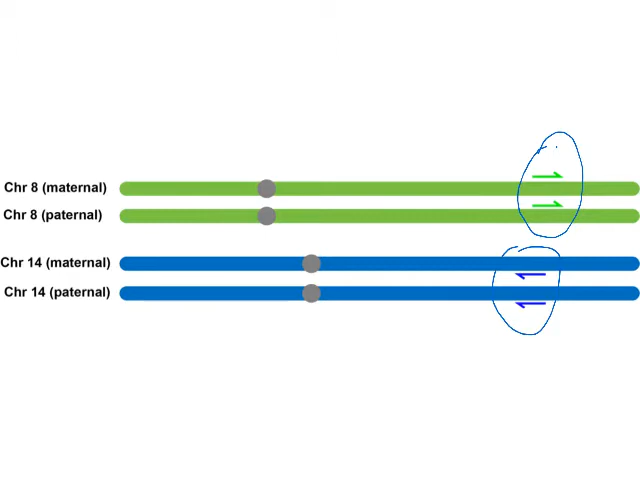 Chr 8 (maternal)
Chr 8 (paternal)
Chr 14 (maternal)
Chr 14 (paternal)